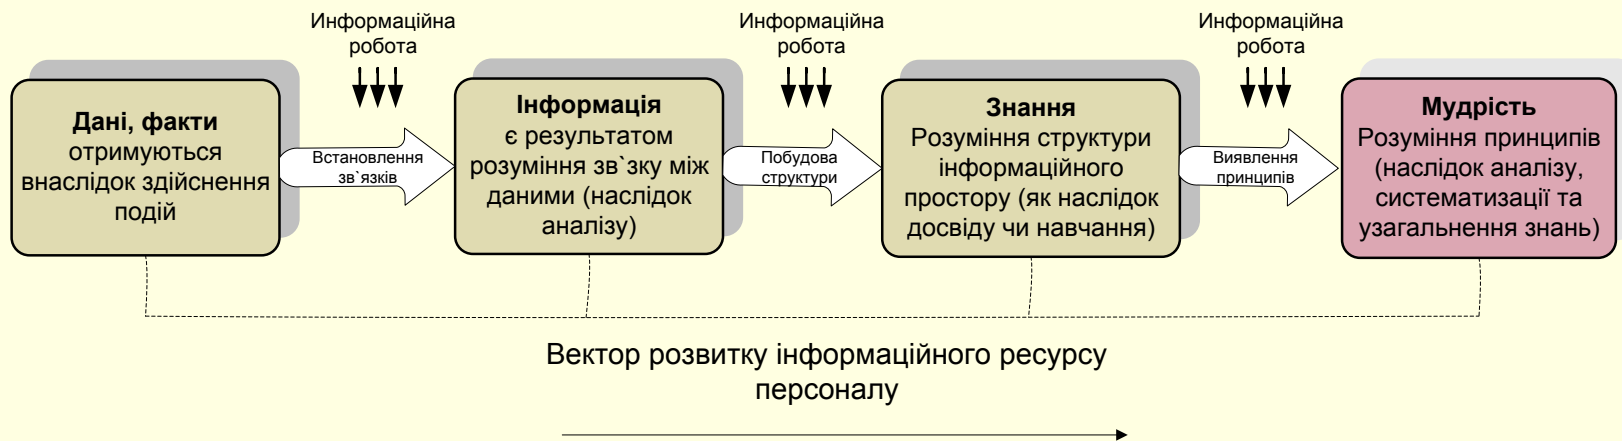 Информаційна
робота
Информаційна
робота
Информаційна
робота
Дані, факти
отримуються
внаслідок здійснення
подій
Встановлення
зв`язків
Інформація
є результатом
розуміння зв`зку між
даними (наслідок
аналізу)
Побудова
структури
Знання
Розуміння структури
інформаційного
простору (як наслідок
досвіду чи навчання)
Виявлення
принципів
Мудрість
Розуміння принципів
(наслідок аналізу,
систематизації та
узагальнення знань)
Вектор розвитку інформаційного ресурсу
персоналу